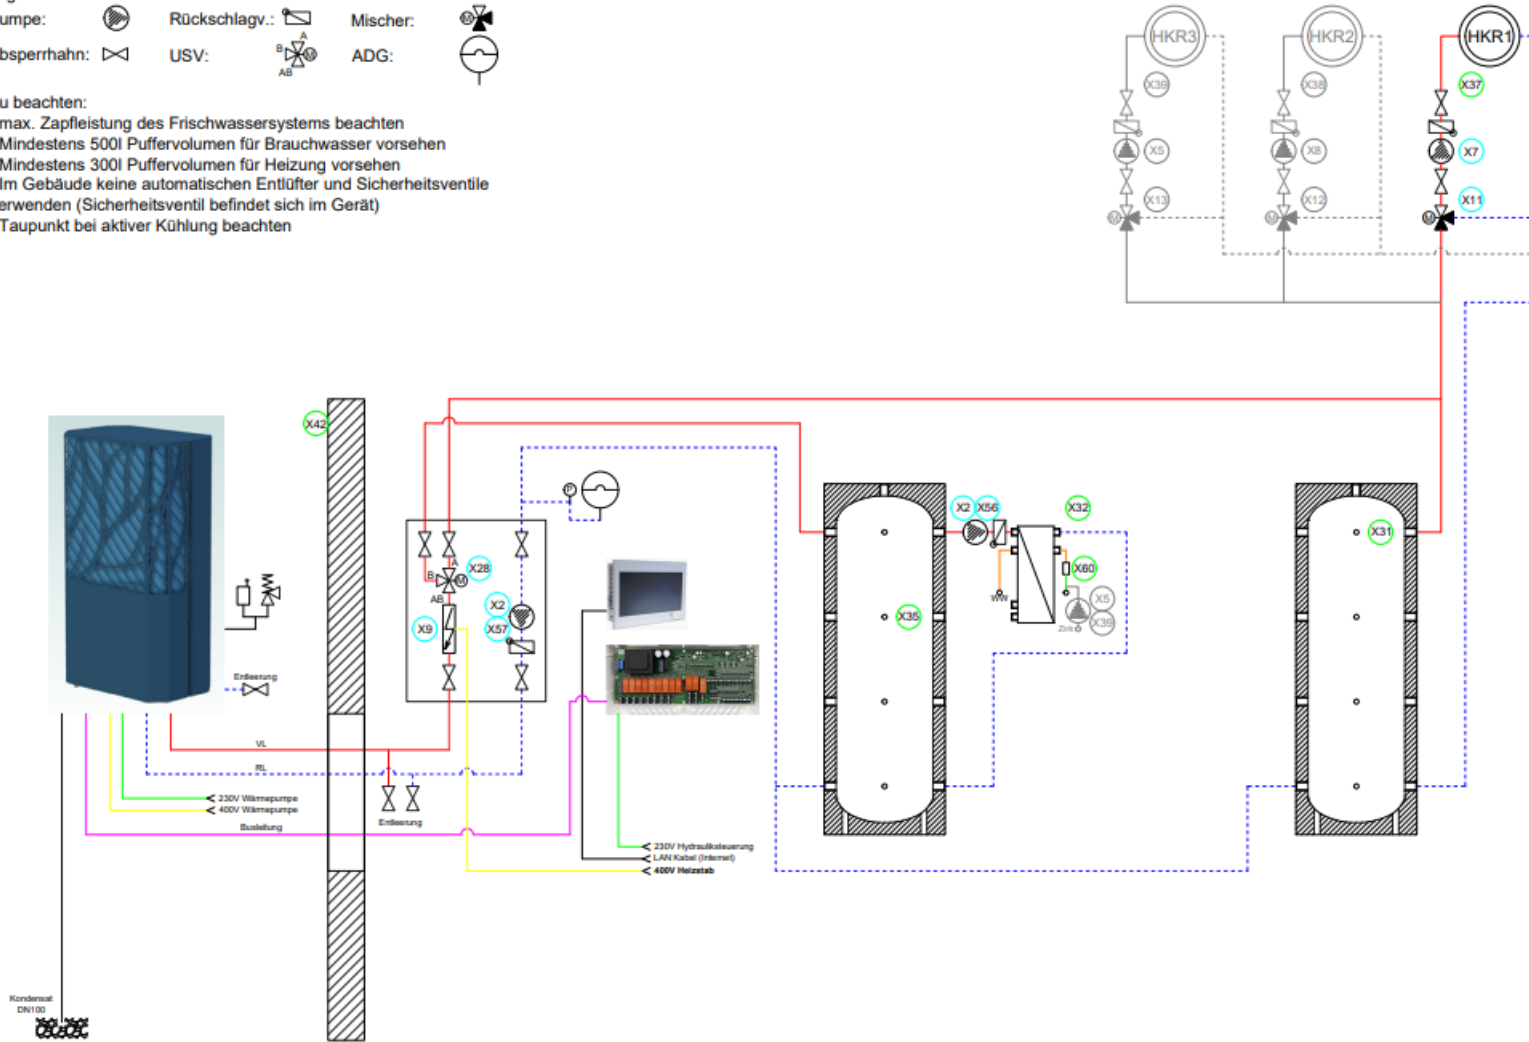 umpe:
Rückschlagv.:
Mischer:
M
A
B
M
AB
bsperrhahn:
USV:
ADG:
u beachten:
max. Zapfleistung des Frischwassersystems beachten
Mindestens 500l Puffervolumen für Brauchwasser vorsehen
Mindestens 300l Puffervolumen für Heizung vorsehen
Im Gebäude keine automatischen Entlüfter und Sicherheitsventile
erwenden (Sicherheitsventil befindet sich im Gerät)
Taupunkt bei aktiver Kühlung beachten
HKR3
HKR2
HKR1
X39
X38
X37
X5
X8
X7
X13
X12
X11
M
M
M
X42
P
X2
X56
X32
X31
A
X28
B
M
AB
X60
X2
X9
X57
WW
X5
X35
X39
Zirk
Entleerung
VL
RL
230V Wärmepumpe
400V Wärmepumpe
Entleerung
Busleitung
230V Hydrauliksteuerung
LAN Kabel (Internet)
400V Heizstab
Kondensat
DN100